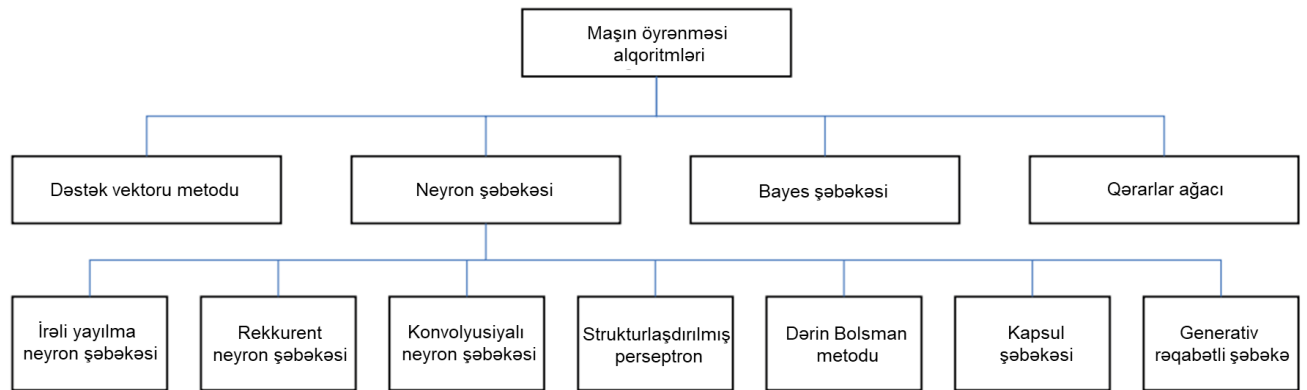 Maşın öyrənməsi
alqoritmləri
Dəstək vektoru metodu
Neyron şəbəkəsi
Bayes şəbəkəsi
Qərarlar ağacı
İrəli yayılma
neyron şəbəkəsi
Rekkurent
neyron şəbəkəsi
Konvolyusiyalı
neyron şəbəkəsi
Strukturlaşdırılmış
perseptron
Dərin Bolsman
metodu
Kapsul
şəbəkəsi
Generativ
rəqabətli şəbəkə